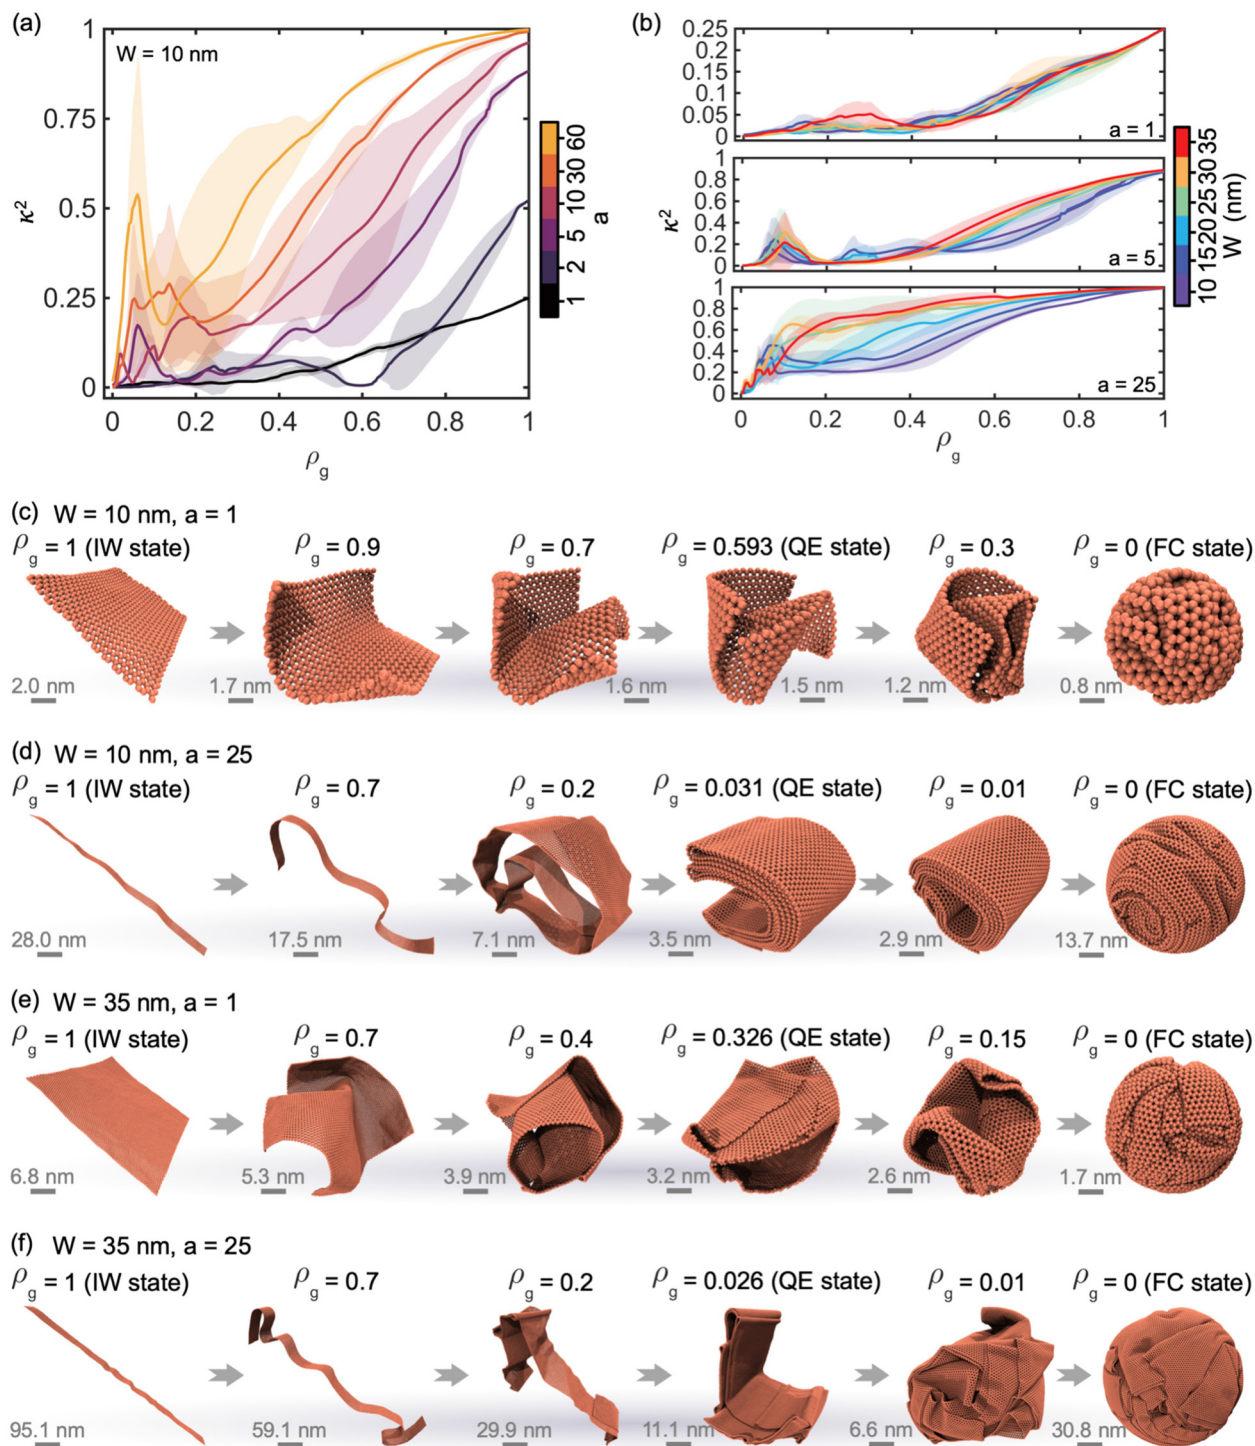 (a)
W = 10 nm
1
0.75
0.5
0.25
0
κ²
0 0.2 0.4 0.6 0.8 1
ρg
60
30
10
5
2
1
a
(b)
0.25
0.15
0.1
0.05
0
a = 1
1
0.8
0.6
0.4
0.2
0
κ²
a = 5
1
0.8
0.6
0.4
0.2
0
a = 25
0 0.2 0.4 0.6 0.8 1
ρg
35
30
25
20
15
10
W (nm)
(c) W = 10 nm, a = 1
ρg = 1 (IW state) ρg = 0.9 ρg = 0.7 ρg = 0.593 (QE state) ρg = 0.3 ρg = 0 (FC state)
2.0 nm 1.7 nm 1.6 nm 1.5 nm 1.2 nm 0.8 nm
(d) W = 10 nm, a = 25
ρg = 1 (IW state) ρg = 0.7 ρg = 0.2 ρg = 0.031 (QE state) ρg = 0.01 ρg = 0 (FC state)
28.0 nm 17.5 nm 7.1 nm 3.5 nm 2.9 nm 13.7 nm
(e) W = 35 nm, a = 1
ρg = 1 (IW state) ρg = 0.7 ρg = 0.4 ρg = 0.326 (QE state) ρg = 0.15 ρg = 0 (FC state)
6.8 nm 5.3 nm 3.9 nm 3.2 nm 2.6 nm 1.7 nm
(f) W = 35 nm, a = 25
ρg = 1 (IW state) ρg = 0.7 ρg = 0.2 ρg = 0.026 (QE state) ρg = 0.01 ρg = 0 (FC state)
95.1 nm 59.1 nm 29.9 nm 11.1 nm 6.6 nm 30.8 nm